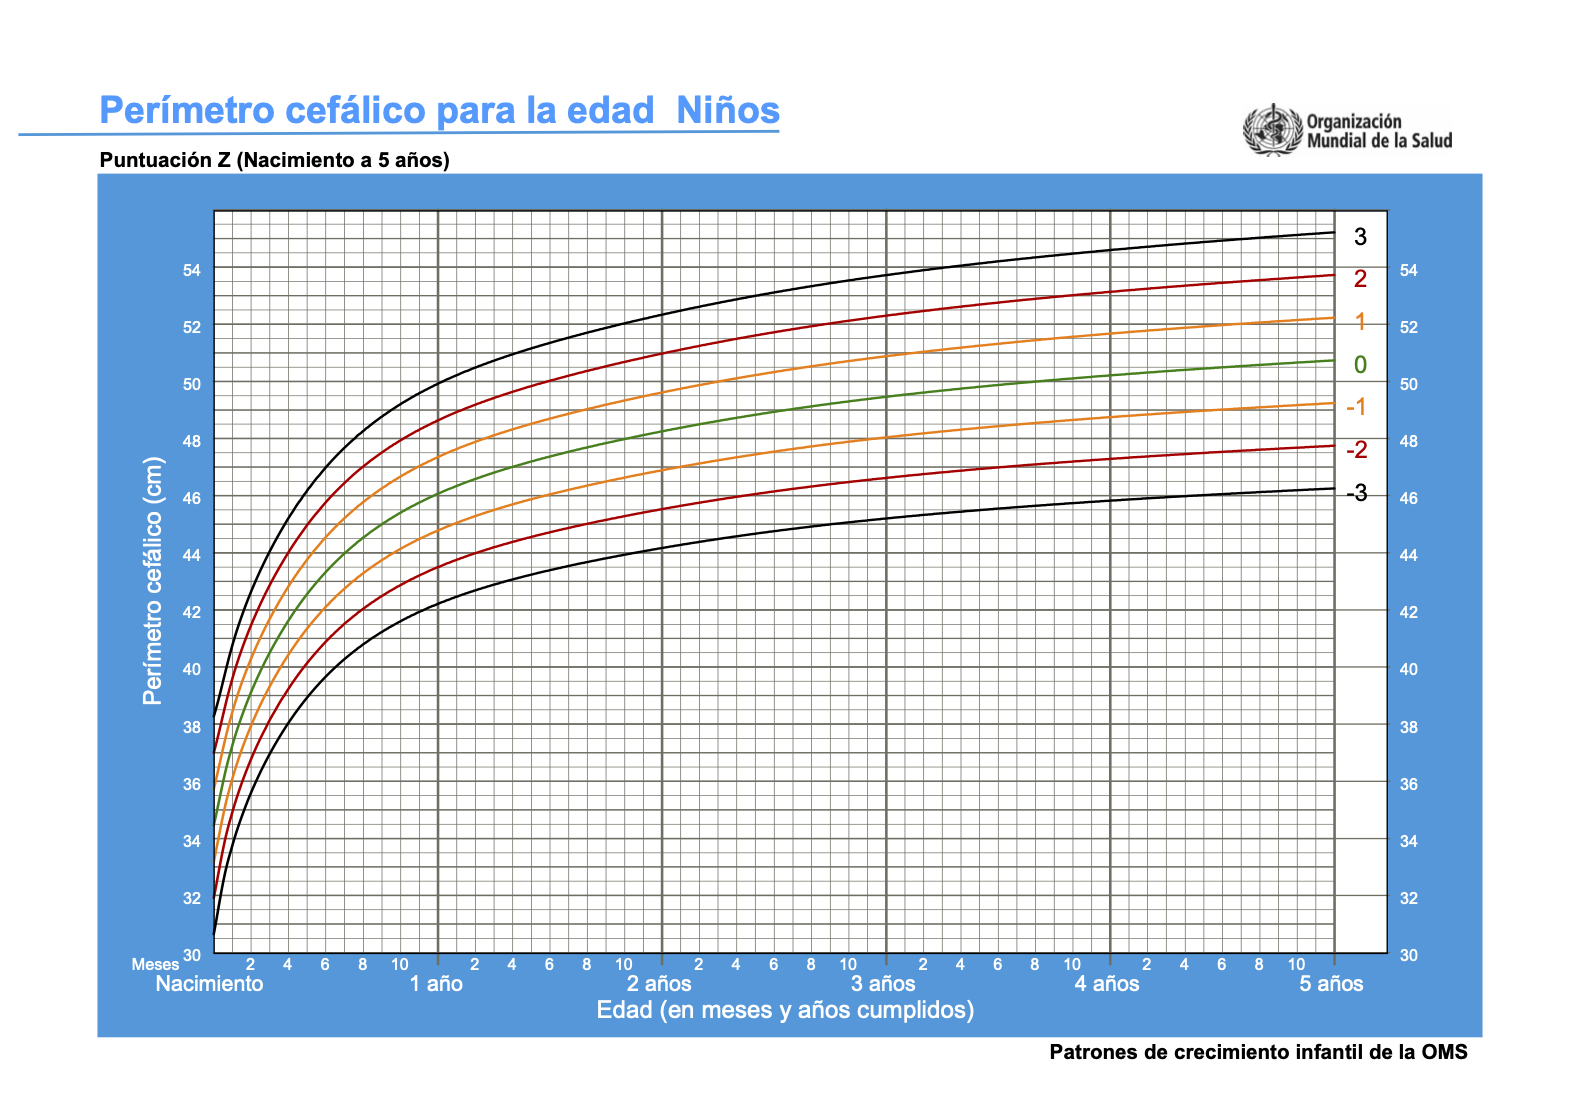 Perímetro cefálico para la edad  Niños
Organización
Mundial de la Salud
Puntuación Z (Nacimiento a 5 años)
3
54 54
2
52 1 52
0
50 50
-1
48 48
-2
46 -3 46
44 44
42 42
40 40
38 38
36 36
34 34
32 32
30 30
Perímetro cefálico (cm)
Meses 2 4 6 8 10 2 4 6 8 10 2 4 6 8 10 2 4 6 8 10 2 4 6 8 10
Nacimiento 1 año 2 años 3 años 4 años 5 años
Edad (en meses y años cumplidos)
Patrones de crecimiento infantil de la OMS